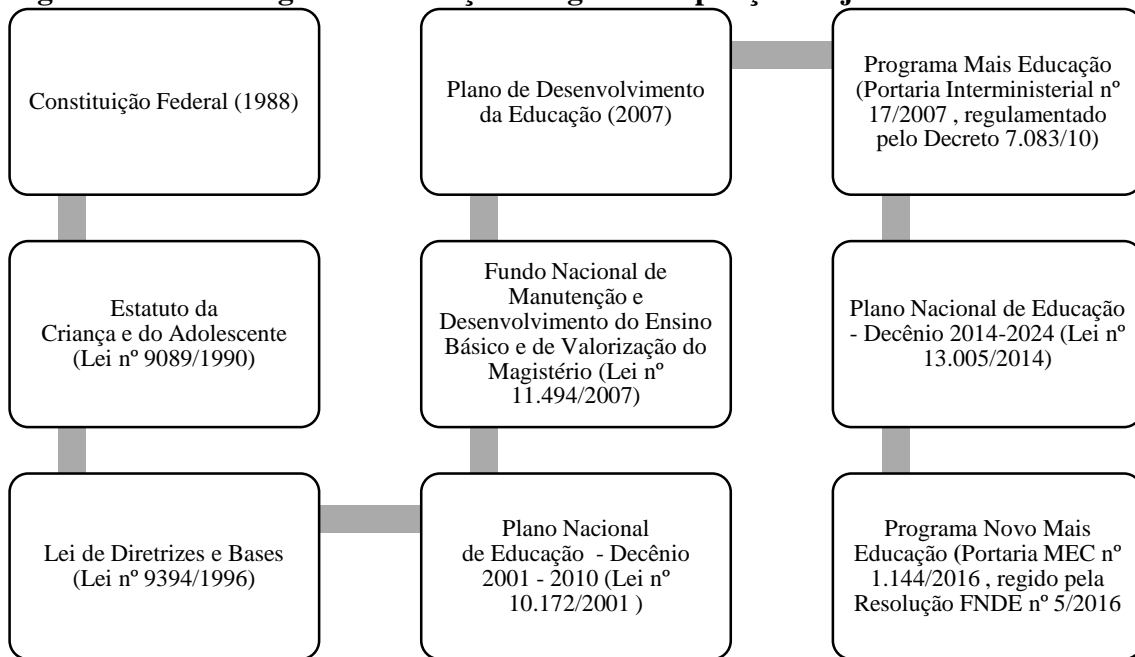 Constituição Federal (1988)
Estatuto da
Criança e do Adolescente
(Lei nº 9089/1990)
Lei de Diretrizes e Bases
(Lei nº 9394/1996)
Plano Nacional
de Educação - Decênio
2001 - 2010 (Lei nº
10.172/2001 )
Fundo Nacional de
Manutenção e
Desenvolvimento do Ensino
Básico e de Valorização do
Magistério (Lei nº
11.494/2007)
Plano de Desenvolvimento
da Educação (2007)
Programa Mais Educação
(Portaria Interministerial nº
17/2007 , regulamentado
pelo Decreto 7.083/10)
Plano Nacional de Educação
- Decênio 2014-2024 (Lei nº
13.005/2014)
Programa Novo Mais
Educação (Portaria MEC nº
1.144/2016 , regido pela
Resolução FNDE nº 5/2016